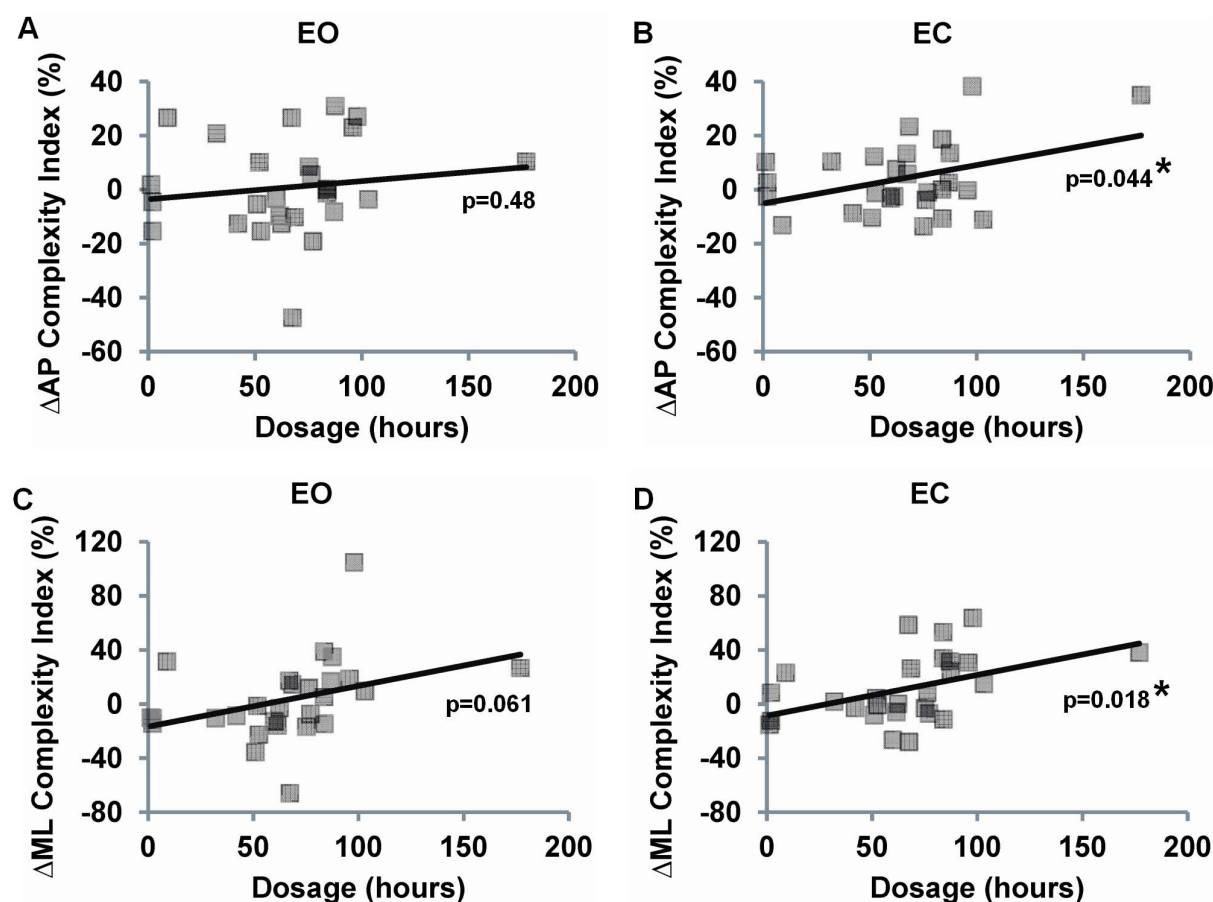 A
EO
ΔAP Complexity Index (%)
40
20
0
-20
-40
-60
p=0.48
0 50 100 150 200
Dosage (hours)
B
EC
ΔAP Complexity Index (%)
40
20
0
-20
-40
-60
p=0.044*
0 50 100 150 200
Dosage (hours)
C
EO
ΔML Complexity Index (%)
120
80
40
0
-40
-80
p=0.061
0 50 100 150 200
Dosage (hours)
D
EC
ΔML Complexity Index (%)
120
80
40
0
-40
-80
p=0.018*
0 50 100 150 200
Dosage (hours)